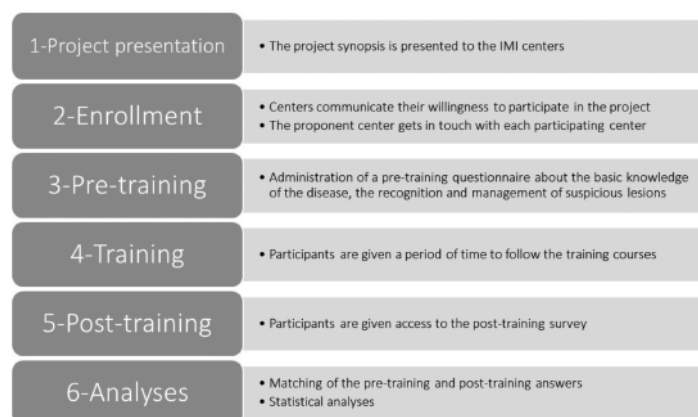 1-Project presentation
• The project synopsis is presented to the IMI centers
2-Enrollment
• Centers communicate their willingness to participate in the project
• The proponent center gets in touch with each participating center
3-Pre-training
• Administration of a pre-training questionnaire about the basic knowledge
of the disease, the recognition and management of suspicious lesions
4-Training
• Participants are given a period of time to follow the training courses
5-Post-training
• Participants are given access to the post-training survey
6-Analyses
• Matching of the pre-training and post-training answers
• Statistical analyses